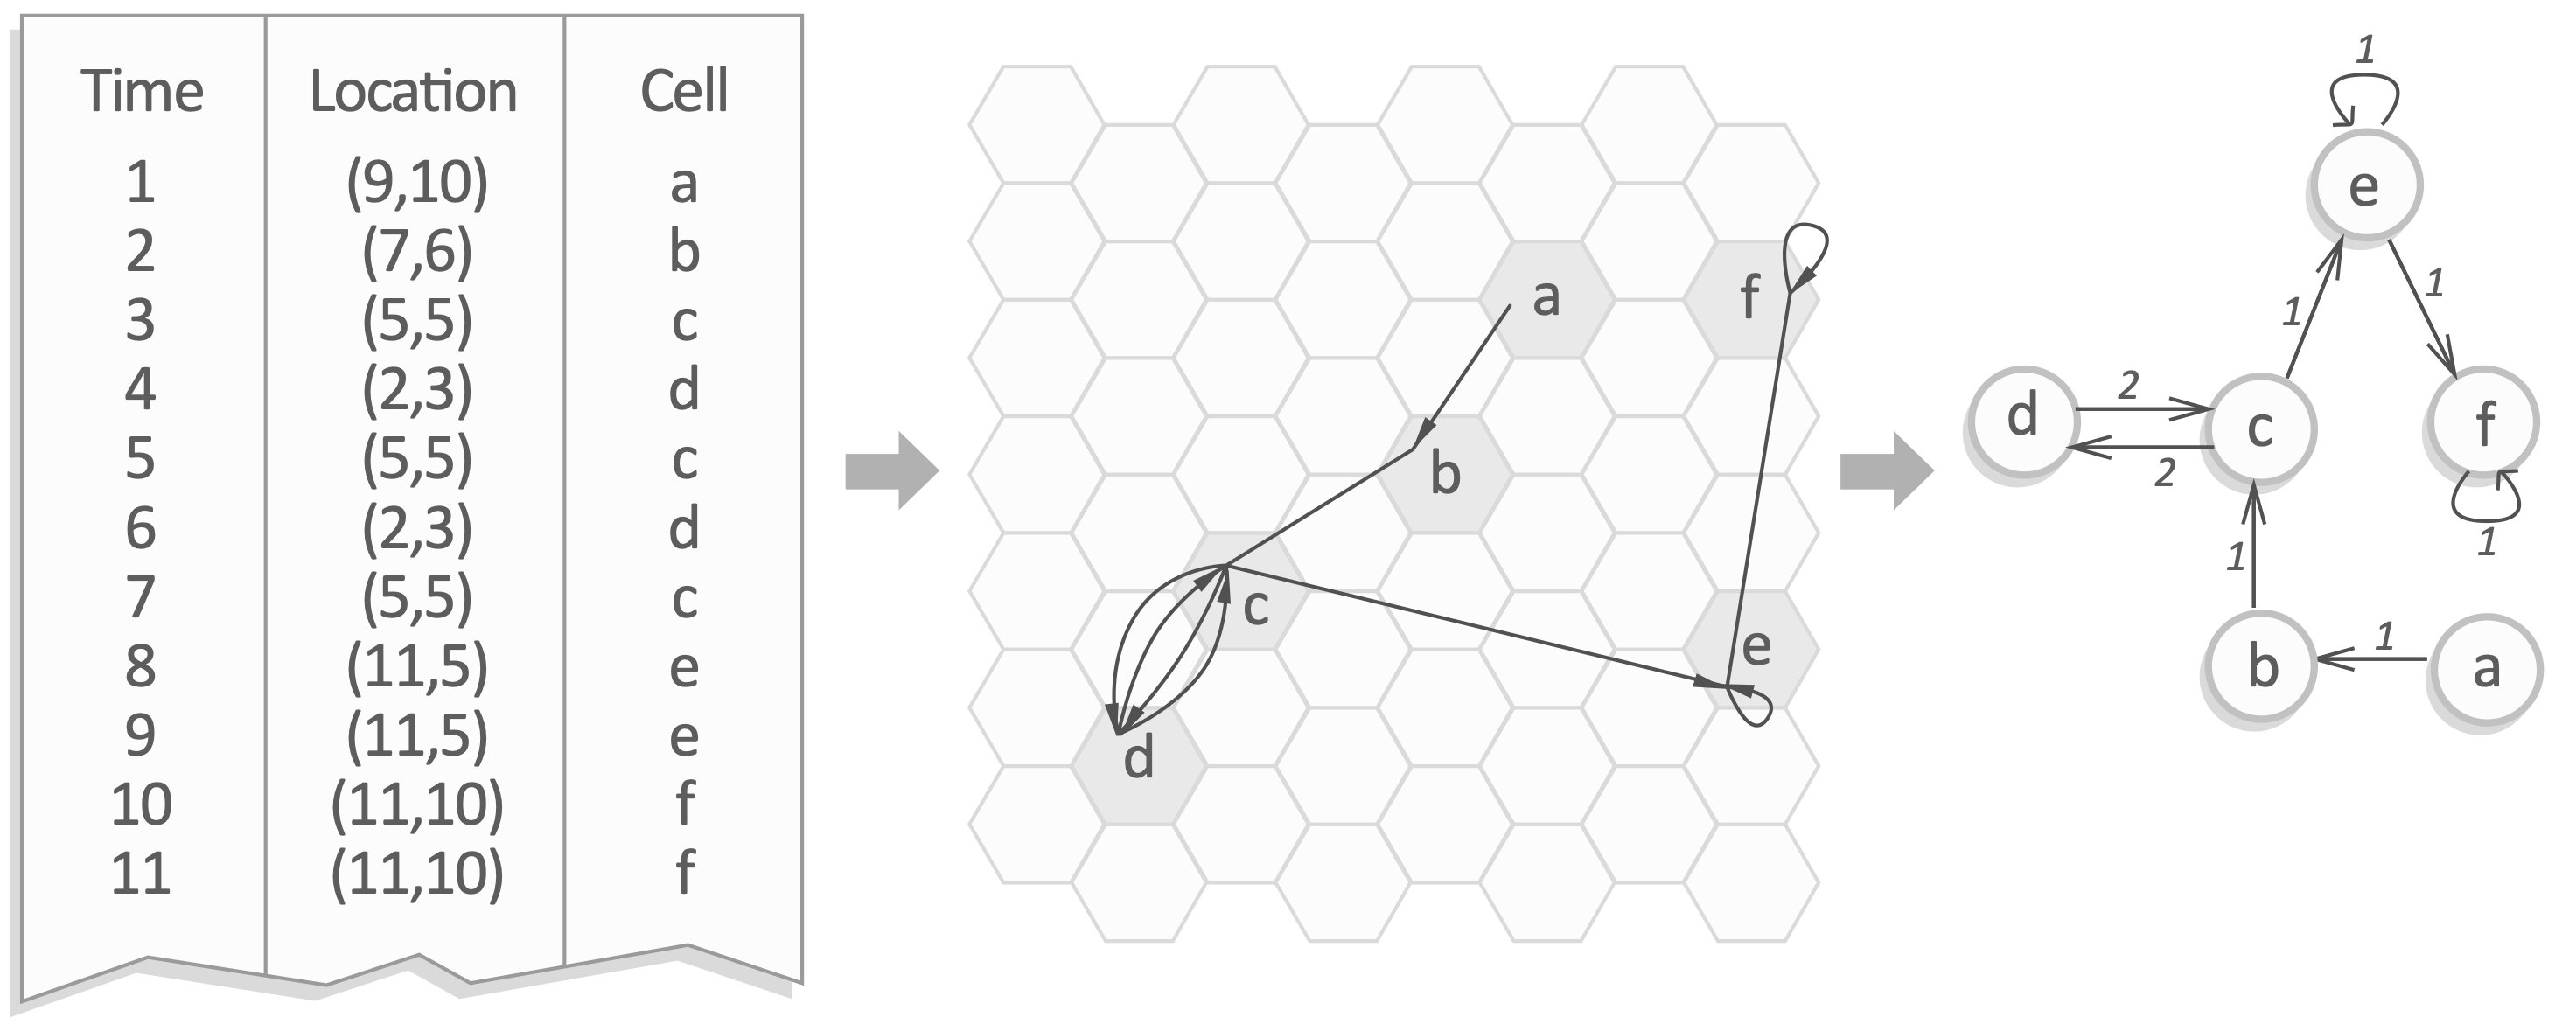 Time Location Cell
1 (9,10) a
2 (7,6) b
3 (5,5) c
4 (2,3) d
5 (5,5) c
6 (2,3) d
7 (5,5) c
8 (11,5) e
9 (11,5) e
10 (11,10) f
11 (11,10) f
a
f
b
c
e
d
1
e
1
1
2
d
c
f
2
1
1
1
b
a